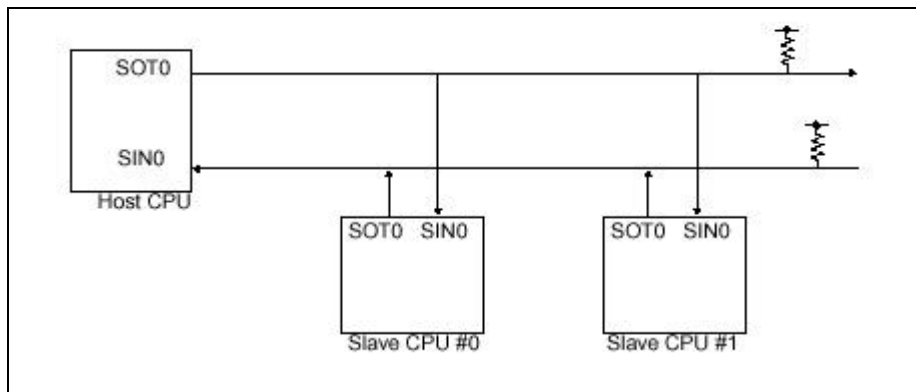 SOT0
SIN0
Host CPU
SOT0 SIN0
Slave CPU #0
SOT0 SIN0
Slave CPU #1